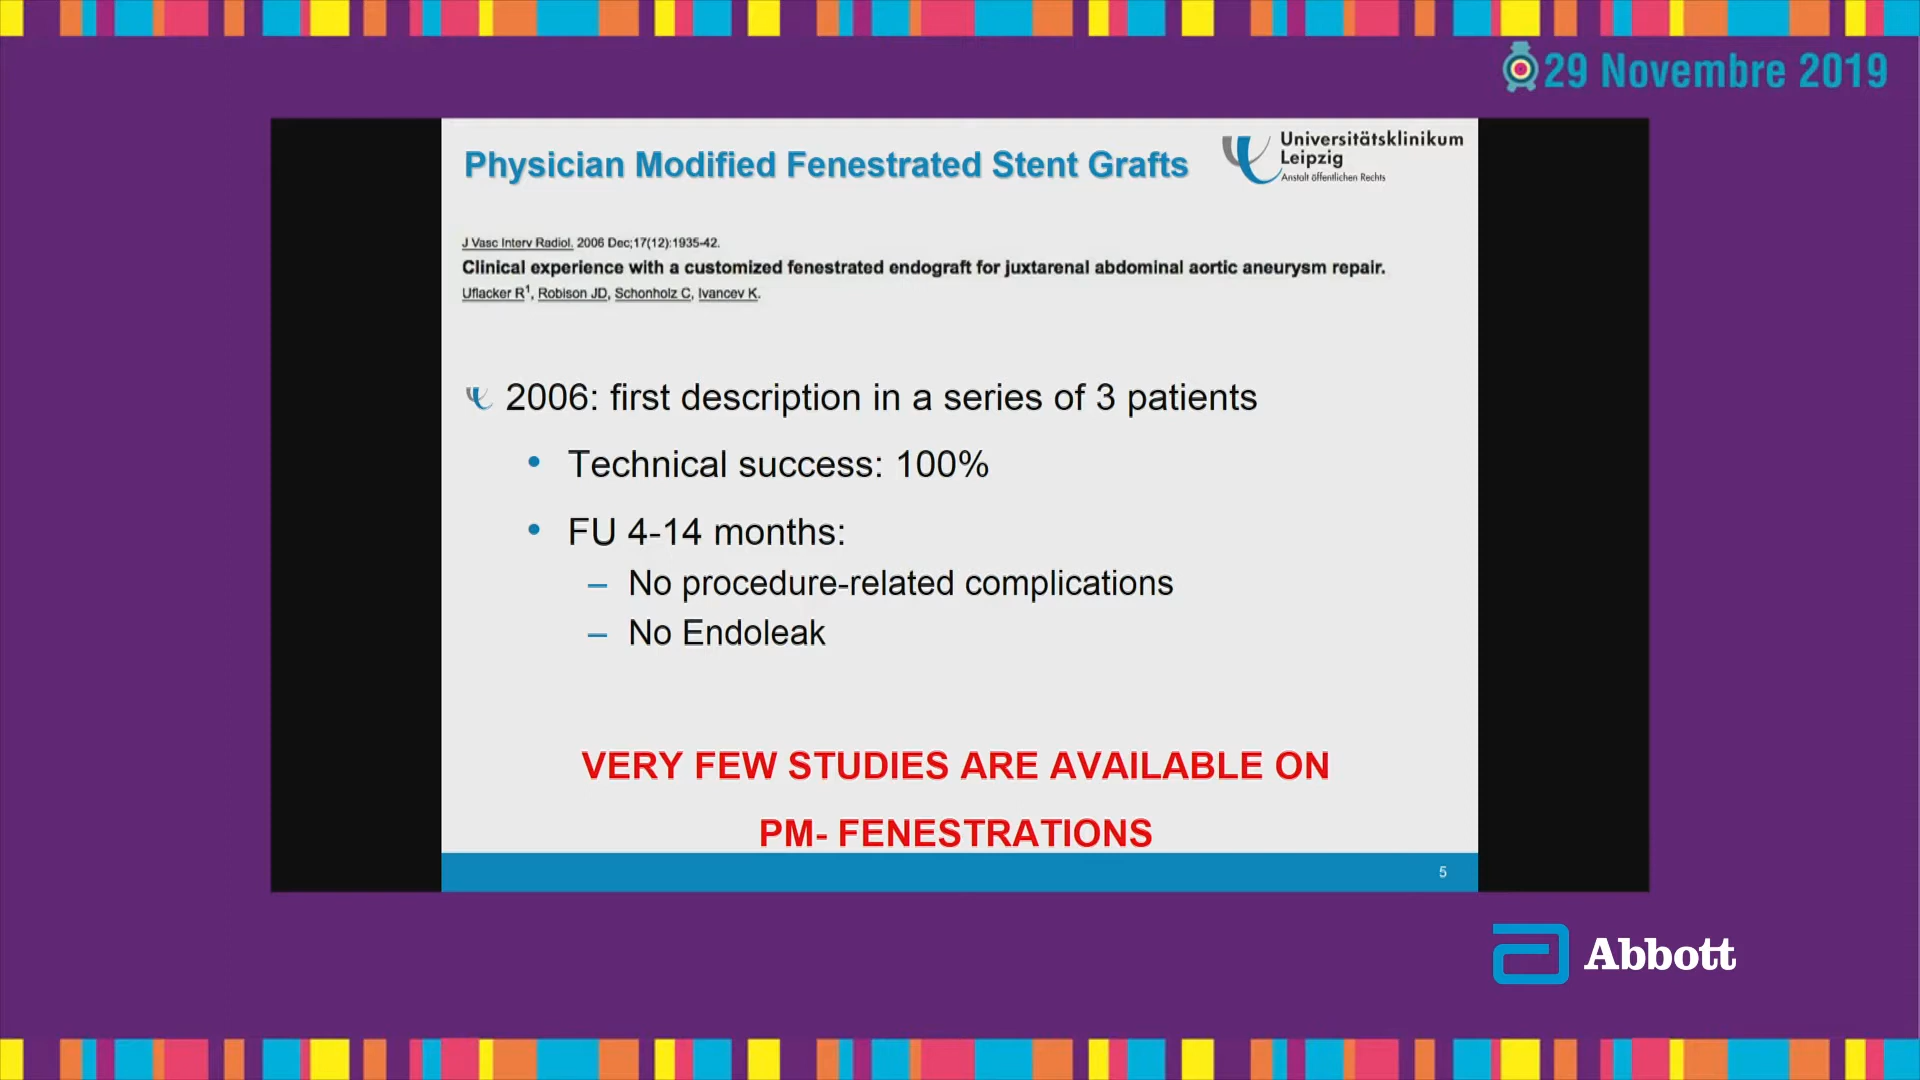 29 Novembre 2019
Physician Modified Fenestrated Stent Grafts
Universitätsklinikum
Leipzig
Anstalt öffentlichen Rechts
J Vasc Interv Radiol. 2006 Dec;17(12):1935-42.
Clinical experience with a customized fenestrated endograft for juxtarenal abdominal aortic aneurysm repair.
Uflacker R1, Robison JD, Schonholz C, Ivancev K.
2006: first description in a series of 3 patients
• Technical success: 100%
• FU 4-14 months:
– No procedure-related complications
– No Endoleak
VERY FEW STUDIES ARE AVAILABLE ON
PM- FENESTRATIONS
5
Abbott